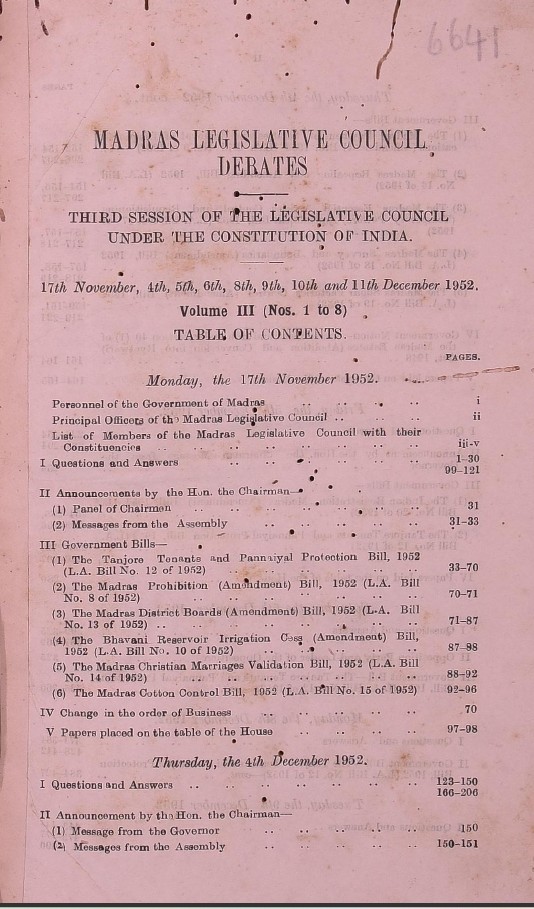 6641
MADRAS LEGISLATIVE COUNCIL
DEBATES
THIRD SESSION OF THE LEGISLATIVE COUNCIL
UNDER THE CONSTITUTION OF INDIA.
17th November, 4th, 5th, 6th, 8th, 9th, 10th and 11th December 1952.
Volume III (Nos. 1 to 8)
TABLE OF CONTENTS.
PAGES.
Monday, the 17th November 1952.
Personnel of the Government of Madras .. .. .. .. i
Principal Officers of the Madras Legislative Council .. .. .. ii
List of Members of the Madras Legislative Council with their
Constituencies .. .. .. .. .. .. iii-v
I Questions and Answers .. .. .. .. .. 1-30
99-121
II Announcements by the Hon. the Chairman—
(1) Panel of Chairmen .. .. .. .. .. .. 31
(2) Messages from the Assembly .. .. .. .. .. 31-33
III Government Bills—
(1) The Tanjore Tenants and Pannaiyal Protection Bill, 1952
(L.A. Bill No. 12 of 1952) .. .. .. .. .. 33-70
(2) The Madras Prohibition (Amendment) Bill, 1952 (L.A. Bill
No. 8 of 1952) .. .. .. .. .. .. 70-71
(3) The Madras District Boards (Amendment) Bill, 1952 (L.A. Bill
No. 13 of 1952) .. .. .. .. .. .. 71-87
(4) The Bhavani Reservoir Irrigation Cess (Amendment) Bill,
1952 (L.A. Bill No. 10 of 1952) .. .. .. .. 87-88
(5) The Madras Christian Marriages Validation Bill, 1952 (L.A. Bill
No. 14 of 1952) .. .. .. .. .. .. 88-92
(6) The Madras Cotton Control Bill, 1952 (L.A. Bill No. 15 of 1952) 92-96
IV Change in the order of Business .. .. .. .. .. 70
V Papers placed on the table of the House .. .. .. .. 97-98
Thursday, the 4th December 1952.
I Questions and Answers .. .. .. .. .. .. .. 123-150
166-206
II Announcement by the Hon. the Chairman—
(1) Message from the Governor .. .. .. .. .. 150
(2) Messages from the Assembly .. .. .. .. .. 150-151